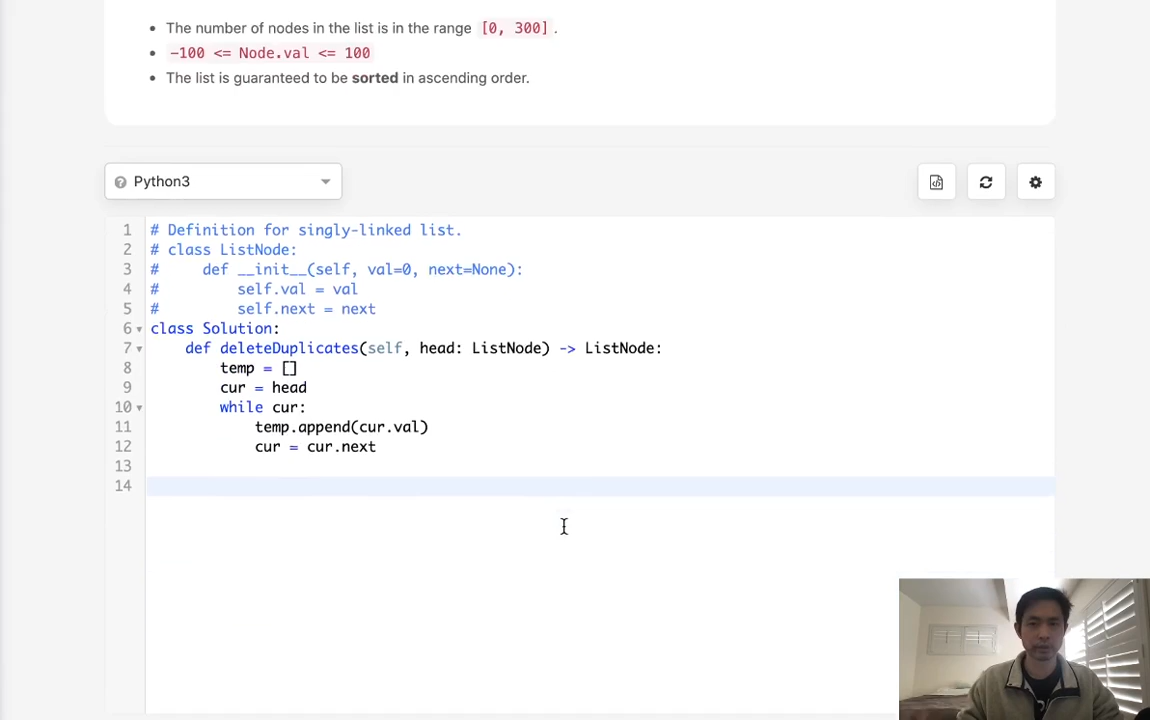 The number of nodes in the list is in the range [0, 300].
-100 <= Node.val <= 100
The list is guaranteed to be sorted in ascending order.
Python3
1 # Definition for singly-linked list.
2 # class ListNode:
3 #     def __init__(self, val=0, next=None):
4 #         self.val = val
5 #         self.next = next
6 class Solution:
7     def deleteDuplicates(self, head: ListNode) -> ListNode:
8         temp = []
9         cur = head
10         while cur:
11             temp.append(cur.val)
12             cur = cur.next
13
14